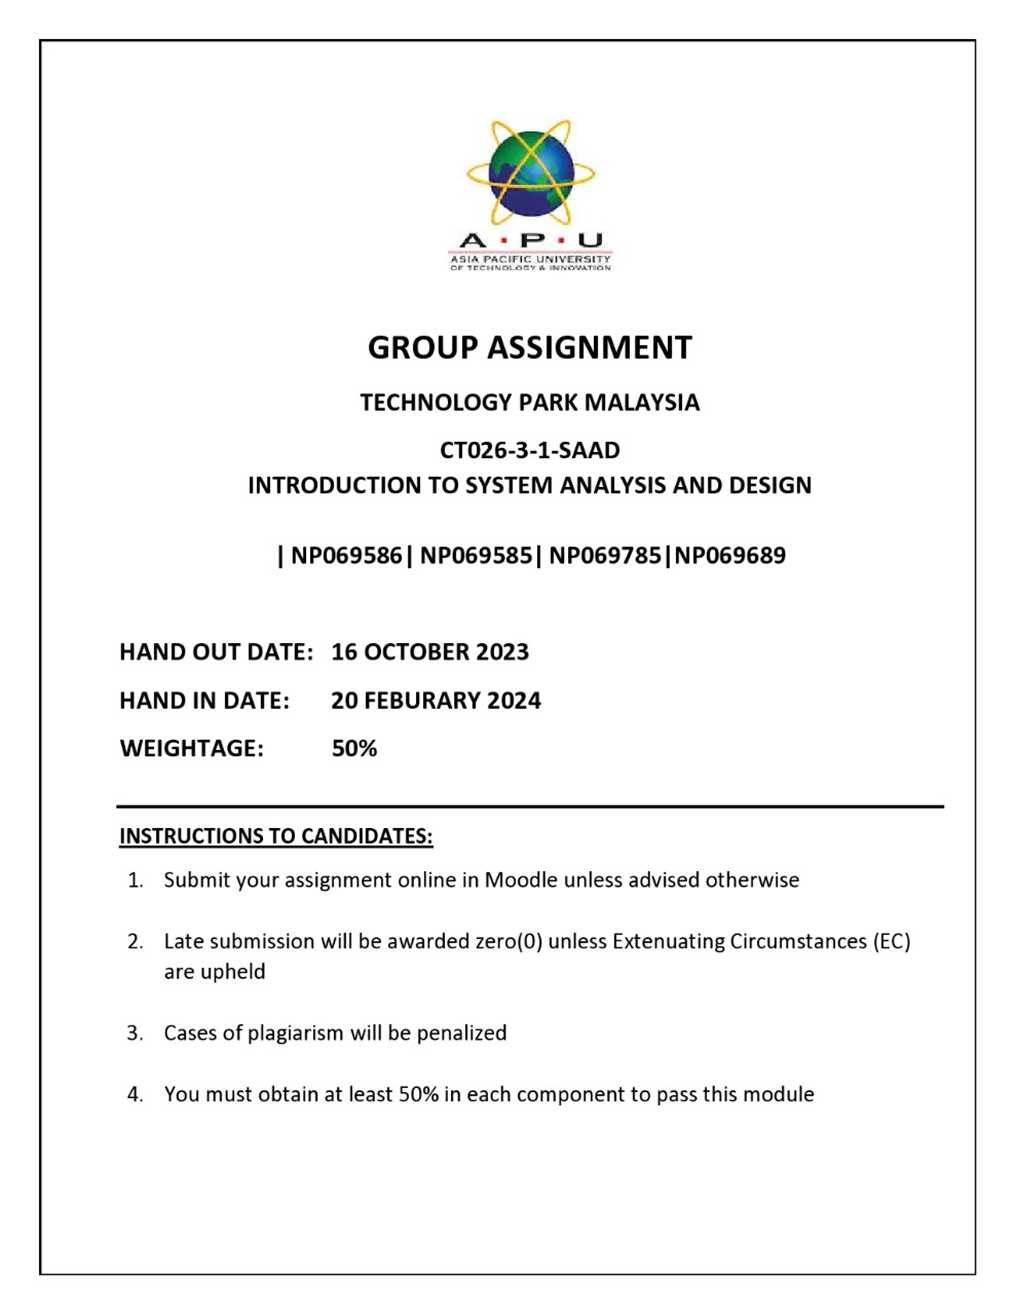 A · P · U
ASIA PACIFIC UNIVERSITY
OF TECHNOLOGY & INNOVATION
GROUP ASSIGNMENT
TECHNOLOGY PARK MALAYSIA
CT026-3-1-SAAD
INTRODUCTION TO SYSTEM ANALYSIS AND DESIGN
| NP069586| NP069585| NP069785|NP069689
HAND OUT DATE: 16 OCTOBER 2023
HAND IN DATE: 20 FEBURARY 2024
WEIGHTAGE: 50%
INSTRUCTIONS TO CANDIDATES:
1. Submit your assignment online in Moodle unless advised otherwise
2. Late submission will be awarded zero(0) unless Extenuating Circumstances (EC)
are upheld
3. Cases of plagiarism will be penalized
4. You must obtain at least 50% in each component to pass this module